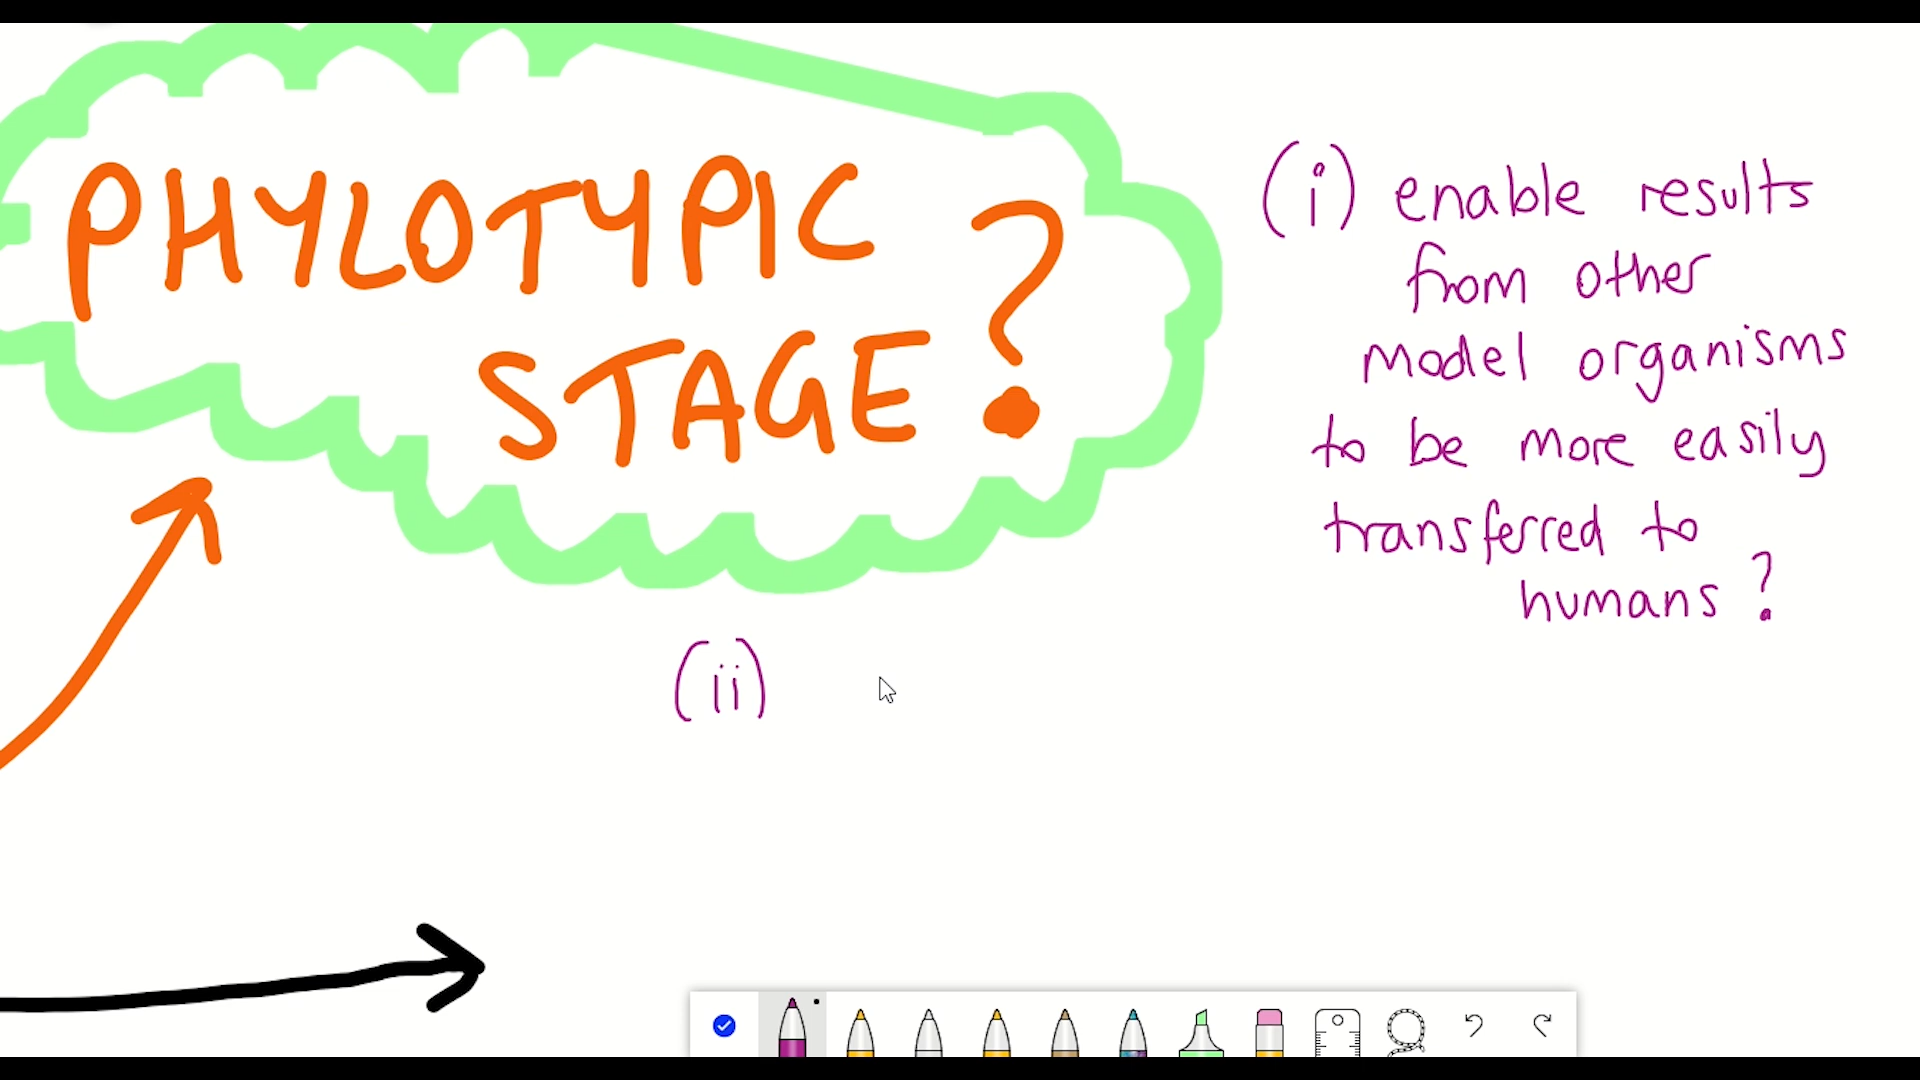 PHYLOTYPIC
STAGE?
(i) enable results
from other
model organisms
to be more easily
transferred to
humans?
(ii)